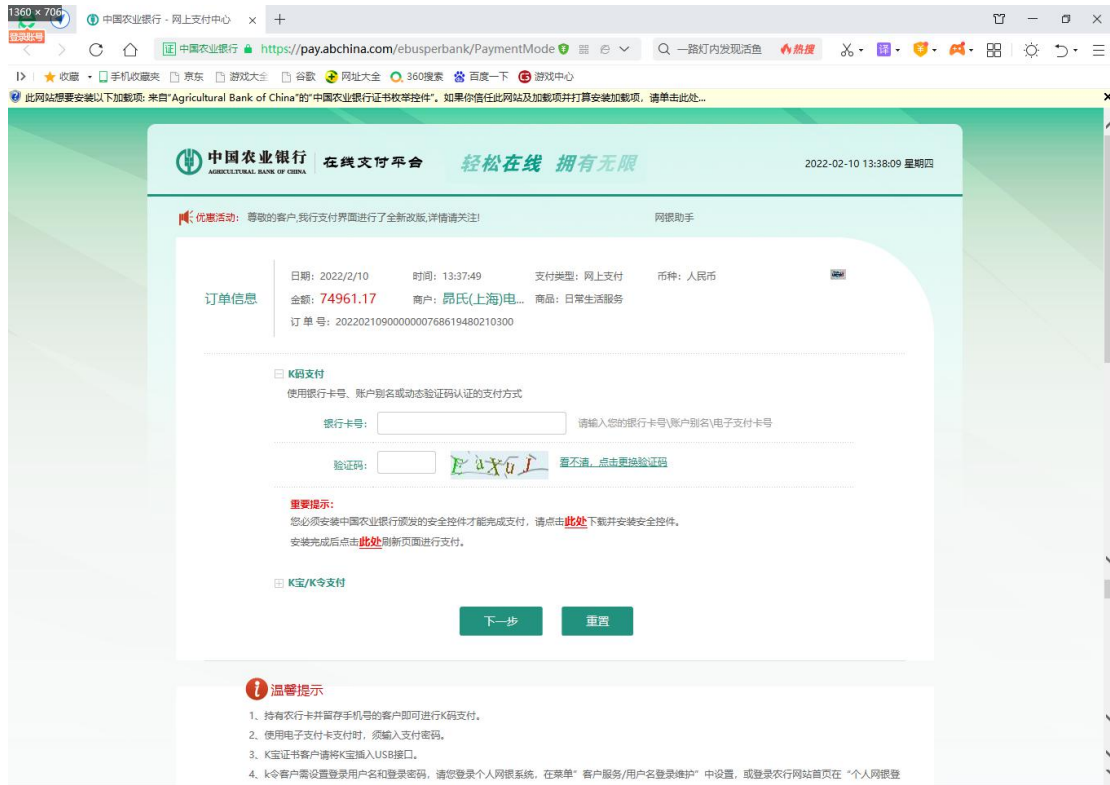 1360 × 706
中国农业银行 - 网上支付中心
登录账号
证 中国农业银行 https://pay.abchina.com/ebusperbank/PaymentMode 一路灯内发现活鱼 热搜 译
收藏 手机收藏夹 京东 游戏大全 谷歌 网址大全 360搜索 百度一下 游戏中心
此网站想要安装以下加载项: 来自"Agricultural Bank of China"的"中国农业银行证书枚举控件"。如果你信任此网站及加载项并打算安装加载项，请单击此处...
中国农业银行 在线支付平台 轻松在线 拥有无限
AGRICULTURAL BANK OF CHINA
2022-02-10 13:38:09 星期四
优惠活动: 尊敬的客户,我行支付界面进行了全新改版,详情请关注! 网银助手
日期: 2022/2/10 时间: 13:37:49 支付类型: 网上支付 币种: 人民币
订单信息 金额: 74961.17 商户: 昂氏(上海)电... 商品: 日常生活服务
订 单 号: 20220210900000000768619480210300
K码支付
使用银行卡号、账户别名或动态验证码认证的支付方式
银行卡号: 请输入您的银行卡号\账户别名\电子支付卡号
验证码: 看不清，点击更换验证码
重要提示:
您必须安装中国农业银行颁发的安全控件才能完成支付，请点击此处下载并安装安全控件。
安装完成后点击此处刷新页面进行支付。
K宝/K令支付
下一步 重置
温馨提示
1、持有农行卡并留存手机号的客户即可进行K码支付。
2、使用电子支付卡支付时，须输入支付密码。
3、K宝证书客户请将K宝插入USB接口。
4、k令客户需设置登录用户名和登录密码，请您登录个人网银系统，在菜单"客户服务/用户名登录维护"中设置，或登录农行网站首页在"个人网银登